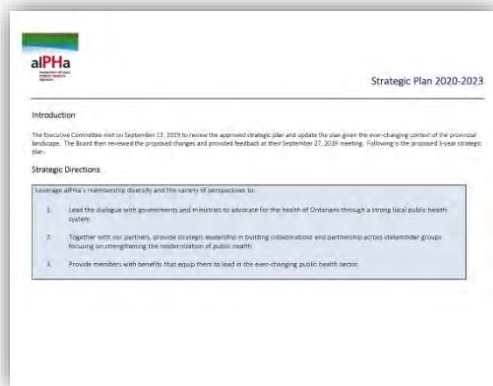 alPHa
Strategic Plan 2020-2023
Introduction
The Executive Committee met on September 13, 2019 to review the approved strategic plan and update the plan given the ever-changing context of the provincial
landscape. The Board then reviewed the proposed changes and provided feedback at their September 27, 2019 meeting. Following is the proposed 3-year strategic
plan.
Strategic Directions
Leverage alPHa's membership diversity and the variety of perspectives to:
1. Lead the dialogue with governments and ministries to advocate for the health of Ontarians through a strong local public health
system
2. Together with our partners, provide strategic leadership in building collaborations and partnership across stakeholder groups
focusing on strengthening the modernization of public health
3. Provide members with benefits that equip them to lead in the ever-changing public health sector